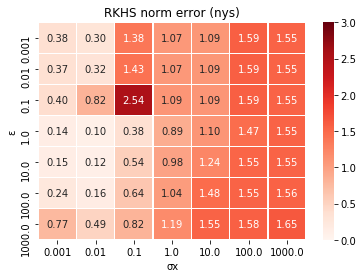 RKHS norm error (nys)
0.001 0.38 0.30 1.38 1.07 1.09 1.59 1.55
0.01 0.37 0.32 1.43 1.07 1.09 1.59 1.55
0.1 0.40 0.82 2.54 1.09 1.09 1.59 1.55
1.0 0.14 0.10 0.38 0.89 1.10 1.47 1.55
10.0 0.15 0.12 0.54 0.98 1.24 1.55 1.55
100.0 0.24 0.16 0.64 1.04 1.48 1.55 1.56
1000.0 0.77 0.49 0.82 1.19 1.55 1.58 1.65
0.001 0.01 0.1 1.0 10.0 100.0 1000.0
σx
ε
3.0
2.5
2.0
1.5
1.0
0.5
0.0